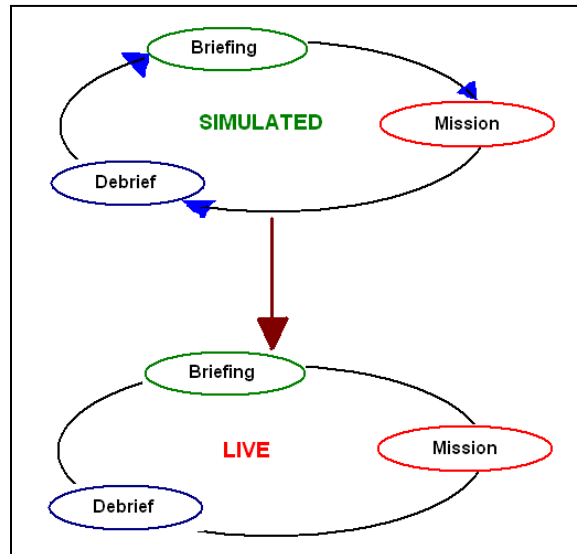 Briefing
SIMULATED
Mission
Debrief
Briefing
LIVE
Mission
Debrief